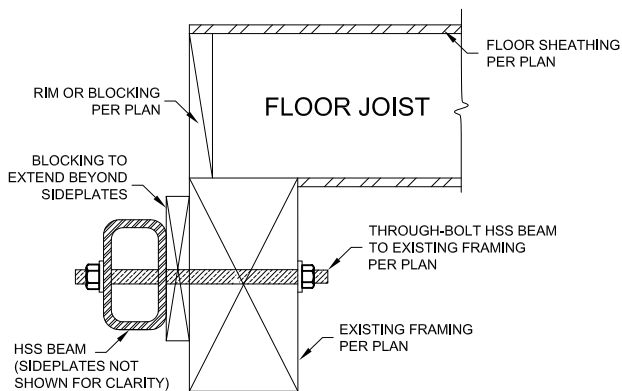 FLOOR SHEATHING
PER PLAN
RIM OR BLOCKING
PER PLAN
FLOOR JOIST
BLOCKING TO
EXTEND BEYOND
SIDEPLATES
THROUGH-BOLT HSS BEAM
TO EXISTING FRAMING
PER PLAN
EXISTING FRAMING
PER PLAN
HSS BEAM
(SIDEPLATES NOT
SHOWN FOR CLARITY)